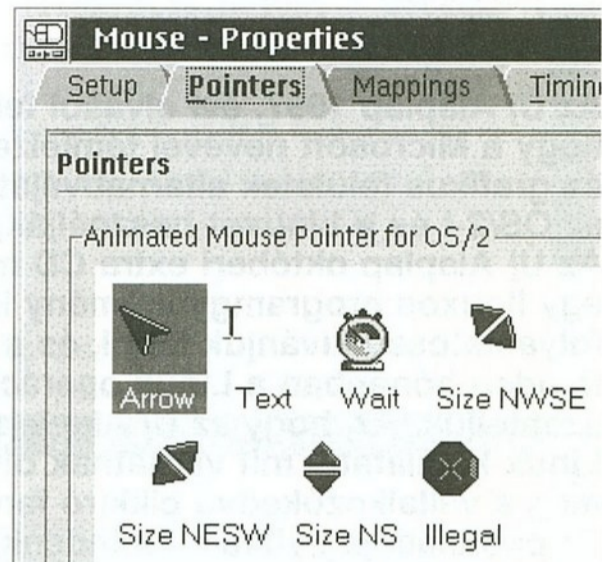 Mouse - Properties
Setup Pointers Mappings Timin
Pointers
Animated Mouse Pointer for OS/2
Arrow Text Wait Size NWSE
Size NESW Size NS Illegal